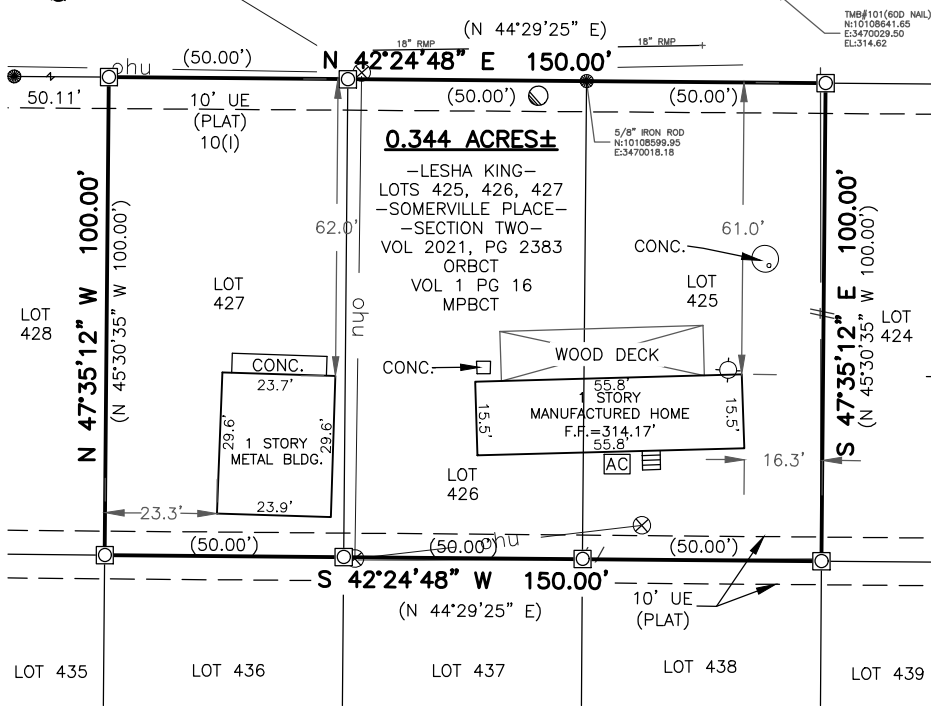 TMB#101(60D NAIL)
N:10108641.65
E:3470029.50
EL:314.62
(N 44°29'25" E)
18" RMP
18" RMP
N 42°24'48" E 150.00'
(50.00')
ohu
50.11'
10' UE
(PLAT)
10(I)
(50.00')
(50.00')
5/8" IRON ROD
N:10108599.95
E:3470018.18
0.344 ACRES±
-LESHA KING-
LOTS 425, 426, 427
-SOMERVILLE PLACE-
-SECTION TWO-
VOL 2021, PG 2383
ORBCT
VOL 1 PG 16
MPBCT
N 47°35'12" W 100.00'
(N 45°30'35" W 100.00')
62.0'
61.0'
CONC.
S 47°35'12" E 100.00'
(N 45°30'35" W 100.00')
LOT
428
LOT
427
LOT
425
LOT
424
ohu
CONC.
23.7'
29.6'
29.6'
1 STORY
METAL BLDG.
23.9'
23.3'
CONC.
WOOD DECK
55.8'
15.5'
15.5'
1 STORY
MANUFACTURED HOME
F.F.=314.17'
55.8'
AC
16.3'
LOT
426
(50.00')
(50.00')
ohu
(50.00')
S 42°24'48" W 150.00'
(N 44°29'25" E)
10' UE
(PLAT)
LOT 435
LOT 436
LOT 437
LOT 438
LOT 439